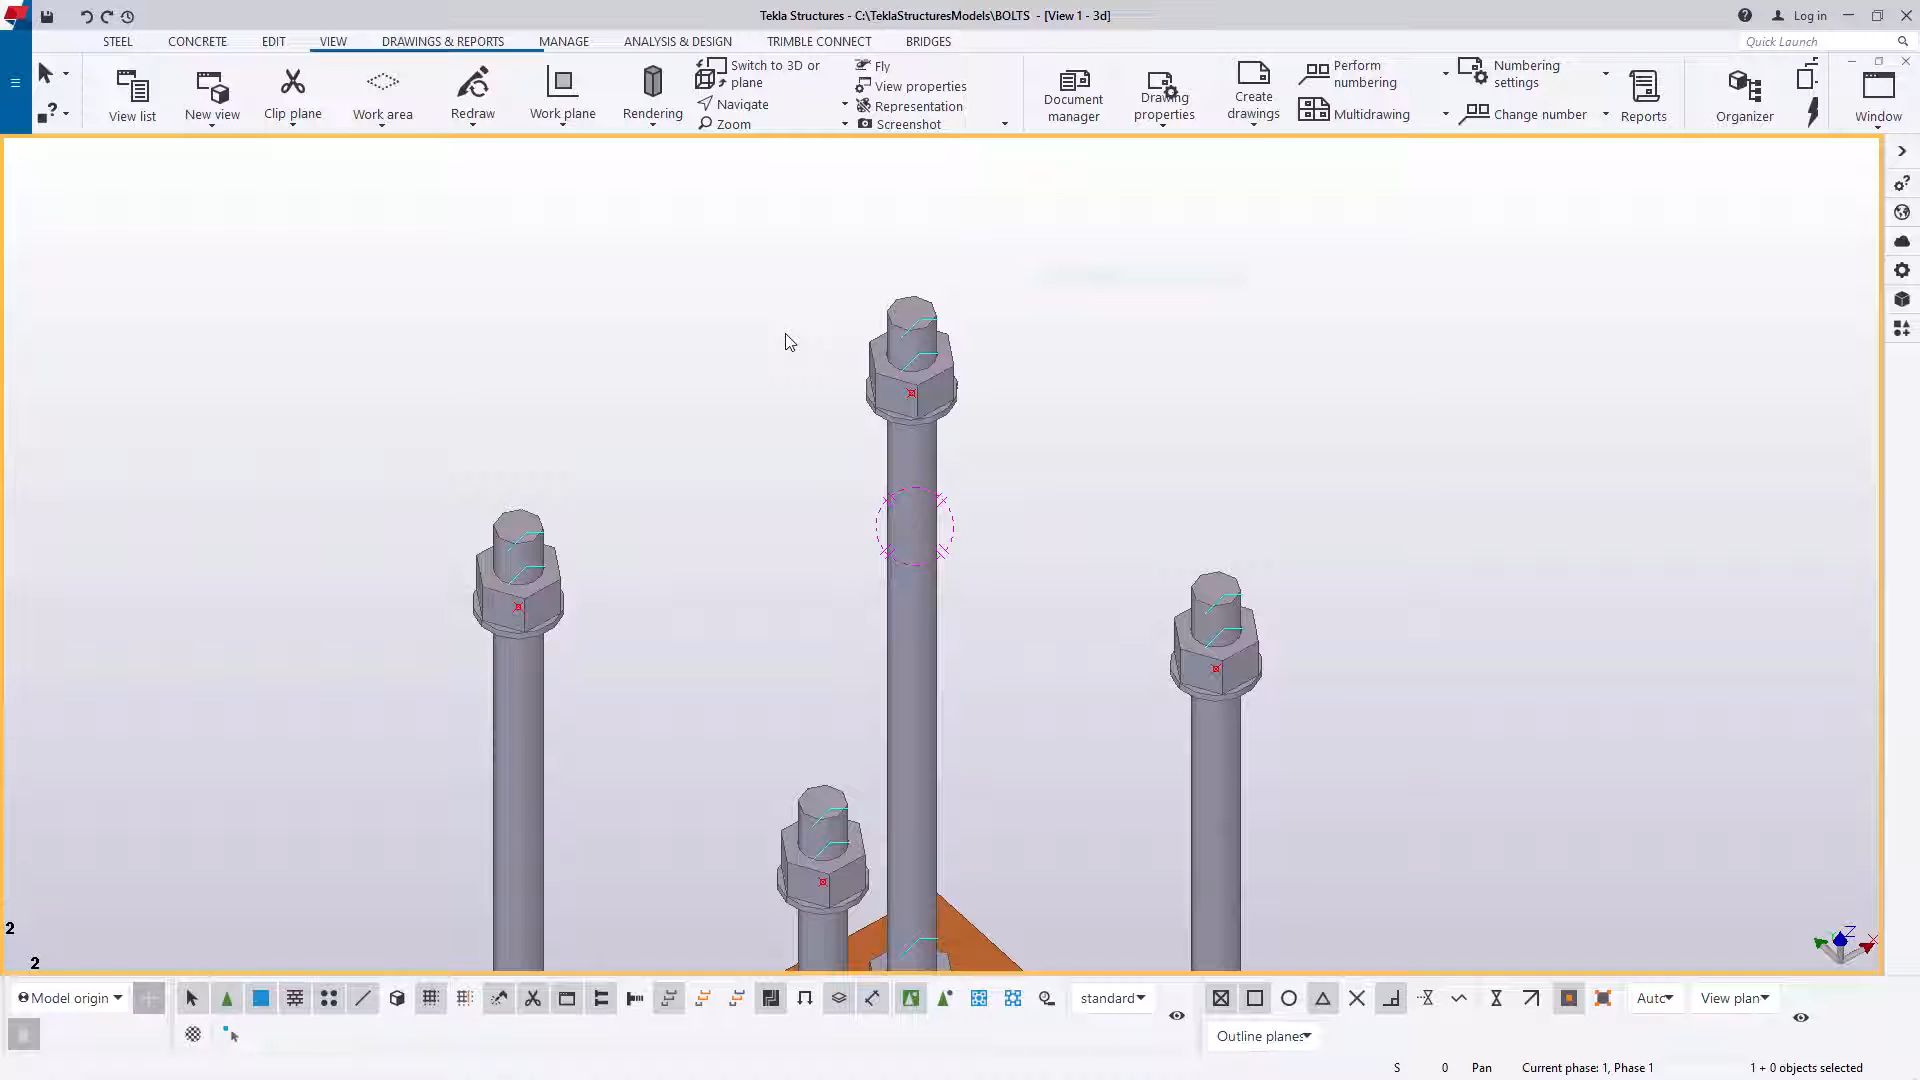 Tekla Structures - C:\TeklaStructuresModels\BOLTS - [View 1 - 3d]
Log in
STEEL CONCRETE EDIT VIEW DRAWINGS & REPORTS MANAGE ANALYSIS & DESIGN TRIMBLE CONNECT BRIDGES
Quick Launch
View list
New view
Clip plane
Work area
Redraw
Work plane
Rendering
Switch to 3D or
plane
Navigate
Zoom
Fly
View properties
Representation
Screenshot
Document
manager
Drawing
properties
Create
drawings
Perform
numbering
Multidrawing
Numbering
settings
Change number
Reports
Organizer
Window
2
2
Z
X
Model origin
standard
Auto
View plan
Outline planes
S 0 Pan Current phase: 1, Phase 1 1 + 0 objects selected